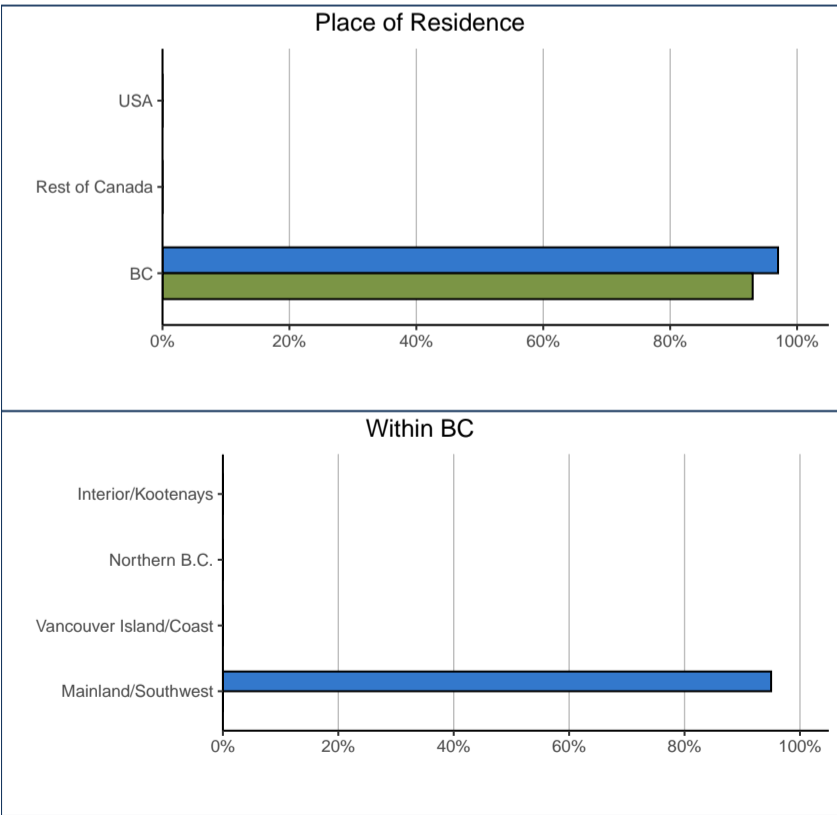 Place of Residence
USA
Rest of Canada
BC
0% 20% 40% 60% 80% 100%
Within BC
Interior/Kootenays
Northern B.C.
Vancouver Island/Coast
Mainland/Southwest
0% 20% 40% 60% 80% 100%